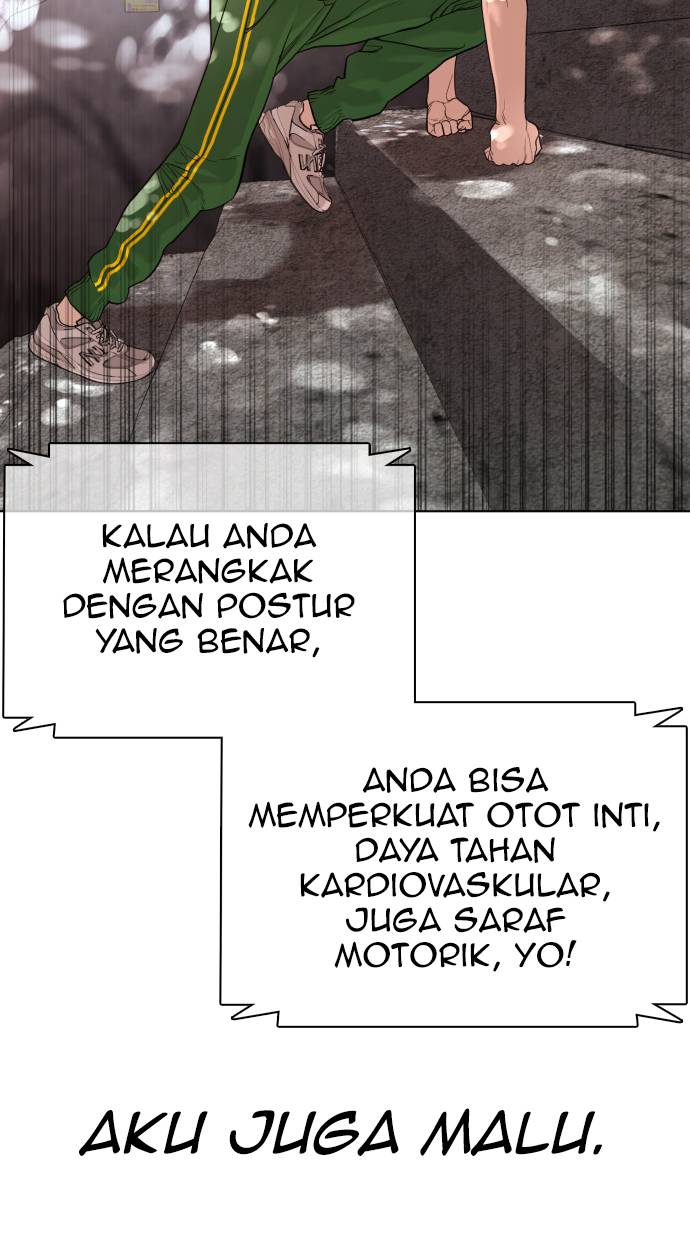 KALAU ANDA
MERANGKAK
DENGAN POSTUR
YANG BENAR,
ANDA BISA
MEMPERKUAT OTOT INTI,
DAYA TAHAN
KARDIOVASKULAR,
JUGA SARAF
MOTORIK, YO!
AKU JUGA MALU.